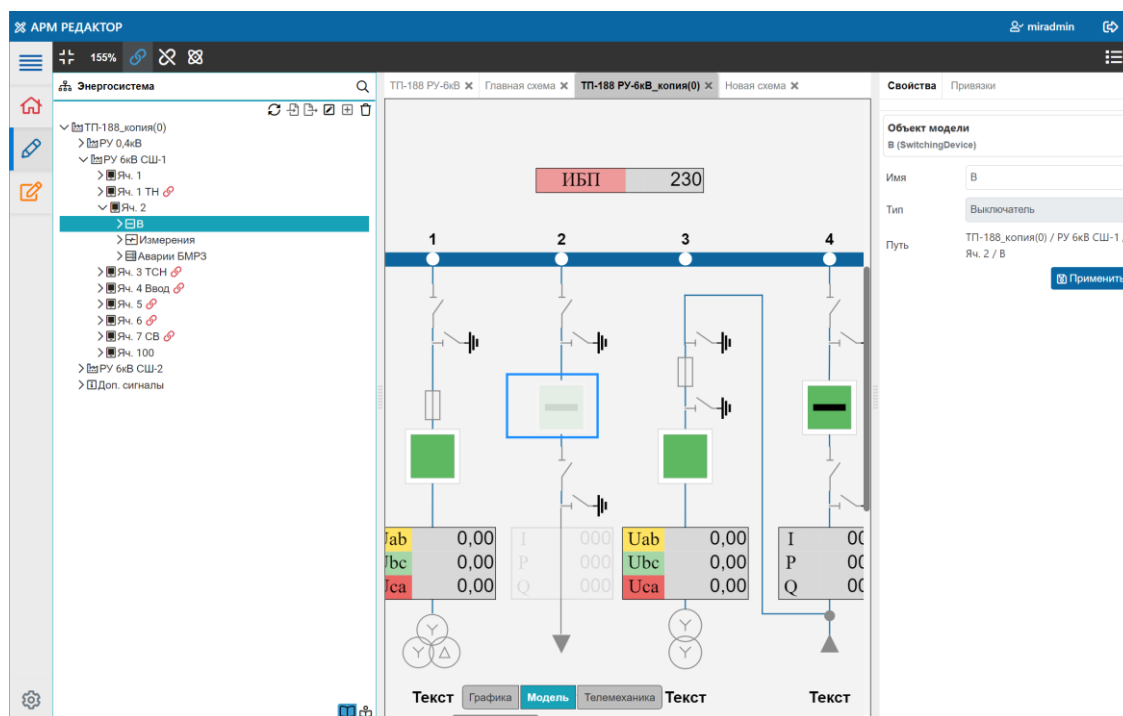 АРМ РЕДАКТОР
miradmin
155%
Энергосистема
ТП-188_копия(0)
РУ 0,4кВ
РУ 6кВ СШ-1
Яч. 1
Яч. 1 ТН
Яч. 2
В
Измерения
Аварии БМРЗ
Яч. 3 ТСН
Яч. 4 Ввод
Яч. 5
Яч. 6
Яч. 7 СВ
Яч. 100
РУ 6кВ СШ-2
Доп. сигналы
ТП-188 РУ-6кВ Главная схема ТП-188 РУ-6кВ_копия(0) Новая схема
ИБП 230
1 2 3 4
Uab 0,00 I 000 Uab 0,00 I 00
Ubc 0,00 P 000 Ubc 0,00 P 00
Uca 0,00 Q 000 Uca 0,00 Q 00
Текст Графика Модель Телемеханика Текст Текст
Свойства Привязки
Объект модели
В (SwitchingDevice)
Имя В
Тип Выключатель
Путь ТП-188_копия(0) / РУ 6кВ СШ-1 /
Яч. 2 / В
Применить